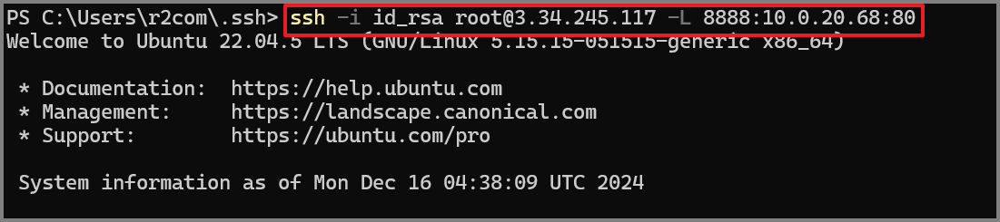 PS C:\Users\r2com\.ssh> ssh -i id_rsa root@3.34.245.117 -L 8888:10.0.20.68:80
Welcome to Ubuntu 22.04.5 LTS (GNU/Linux 5.15.15-051515-generic x86_64)
* Documentation:  https://help.ubuntu.com
* Management:     https://landscape.canonical.com
* Support:        https://ubuntu.com/pro
System information as of Mon Dec 16 04:38:09 UTC 2024